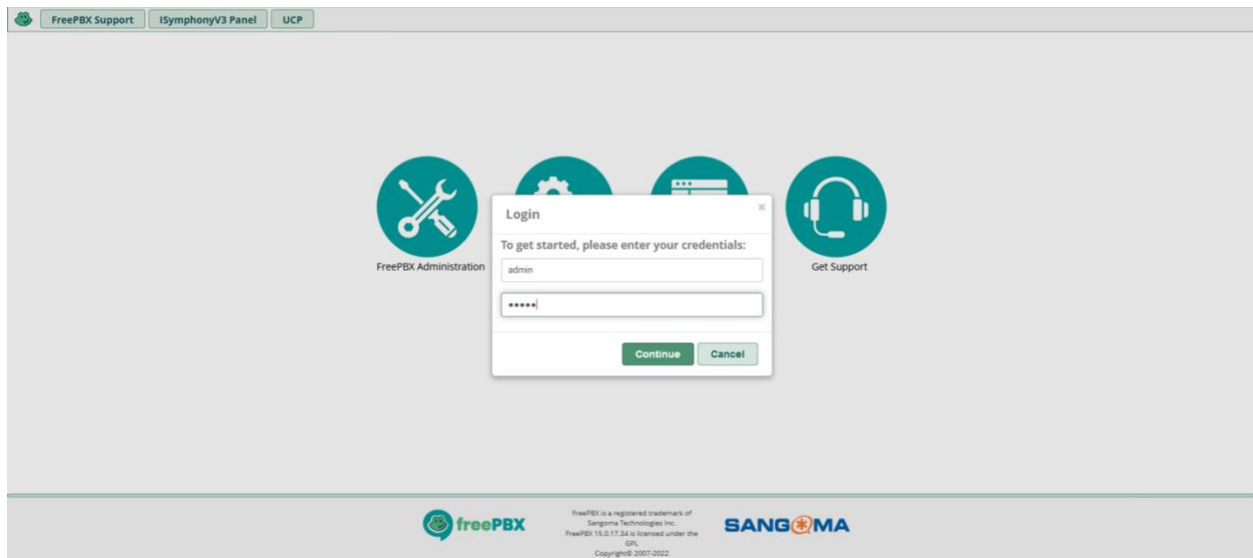 FreePBX Support ISymphonyV3 Panel UCP
Login
×
To get started, please enter your credentials:
admin
•••••
Continue Cancel
FreePBX Administration
Get Support
freePBX
FreePBX is a registered trademark of
Sangoma Technologies Inc.
FreePBX 15.0.17.34 is licensed under the
GPL
Copyright© 2007-2022
SANGOMA